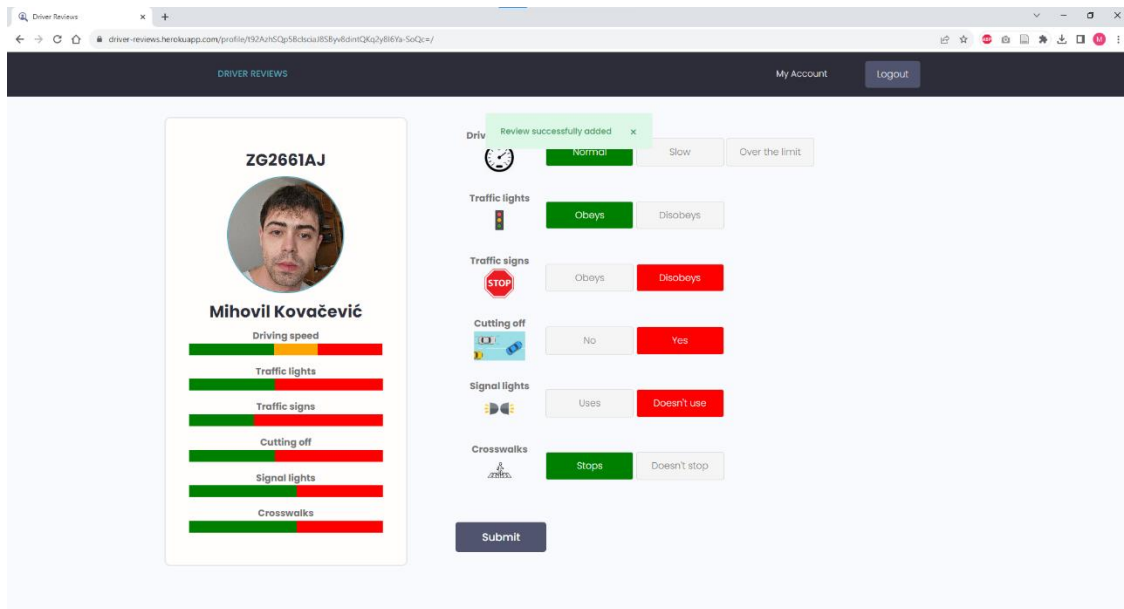 Driver Reviews
driver-reviews.herokuapp.com/profile/
DRIVER REVIEWS
My Account
Logout
Review successfully added ×
ZG2661AJ
Mihovil Kovačević
Driving speed
Traffic lights
Traffic signs
Cutting off
Signal lights
Crosswalks
Driv
Normal Slow Over the limit
Traffic lights
Obeys Disobeys
Traffic signs
STOP
Obeys Disobeys
Cutting off
No Yes
Signal lights
Uses Doesn't use
Crosswalks
Stops Doesn't stop
Submit